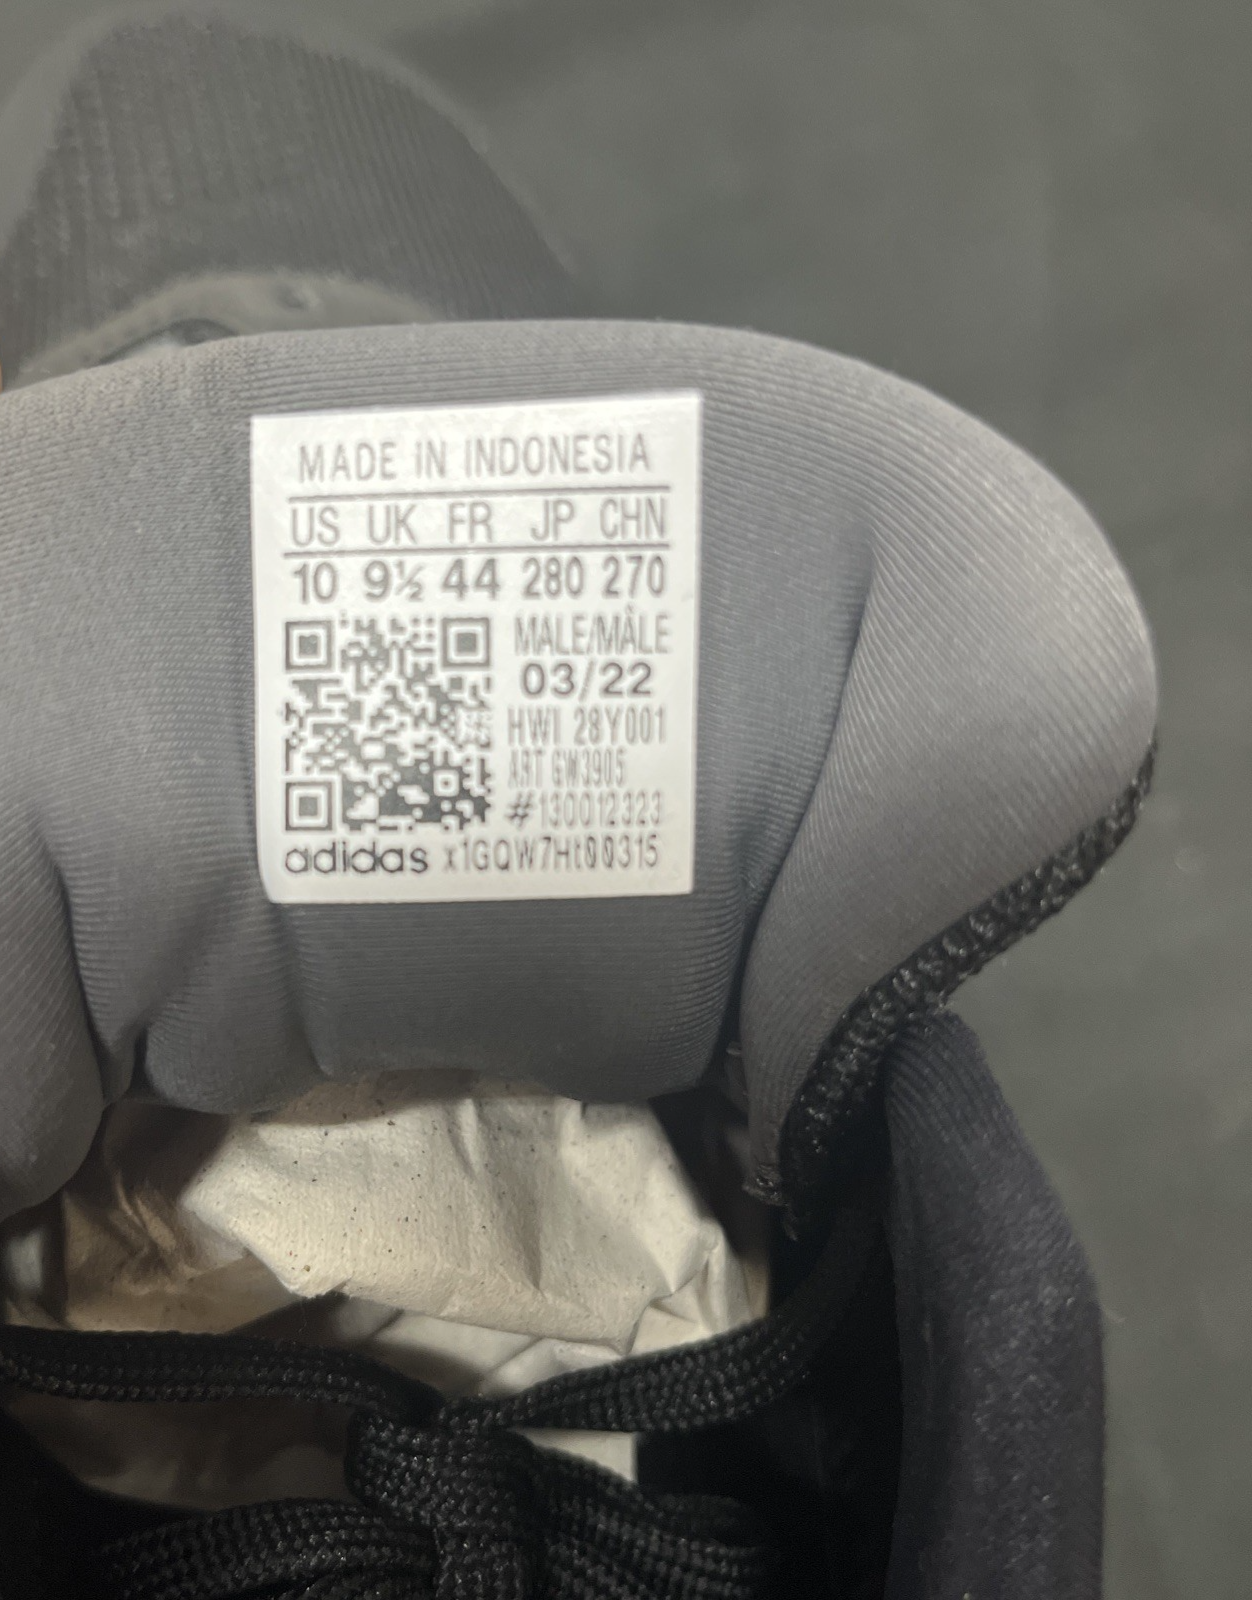 MADE IN INDONESIA
US UK FR JP CHN
10 9½ 44 280 270
MALE/MÂLE
03/22
HWI 28Y001
ART GW3905
#130012323
adidas x1GQW7Ht00315